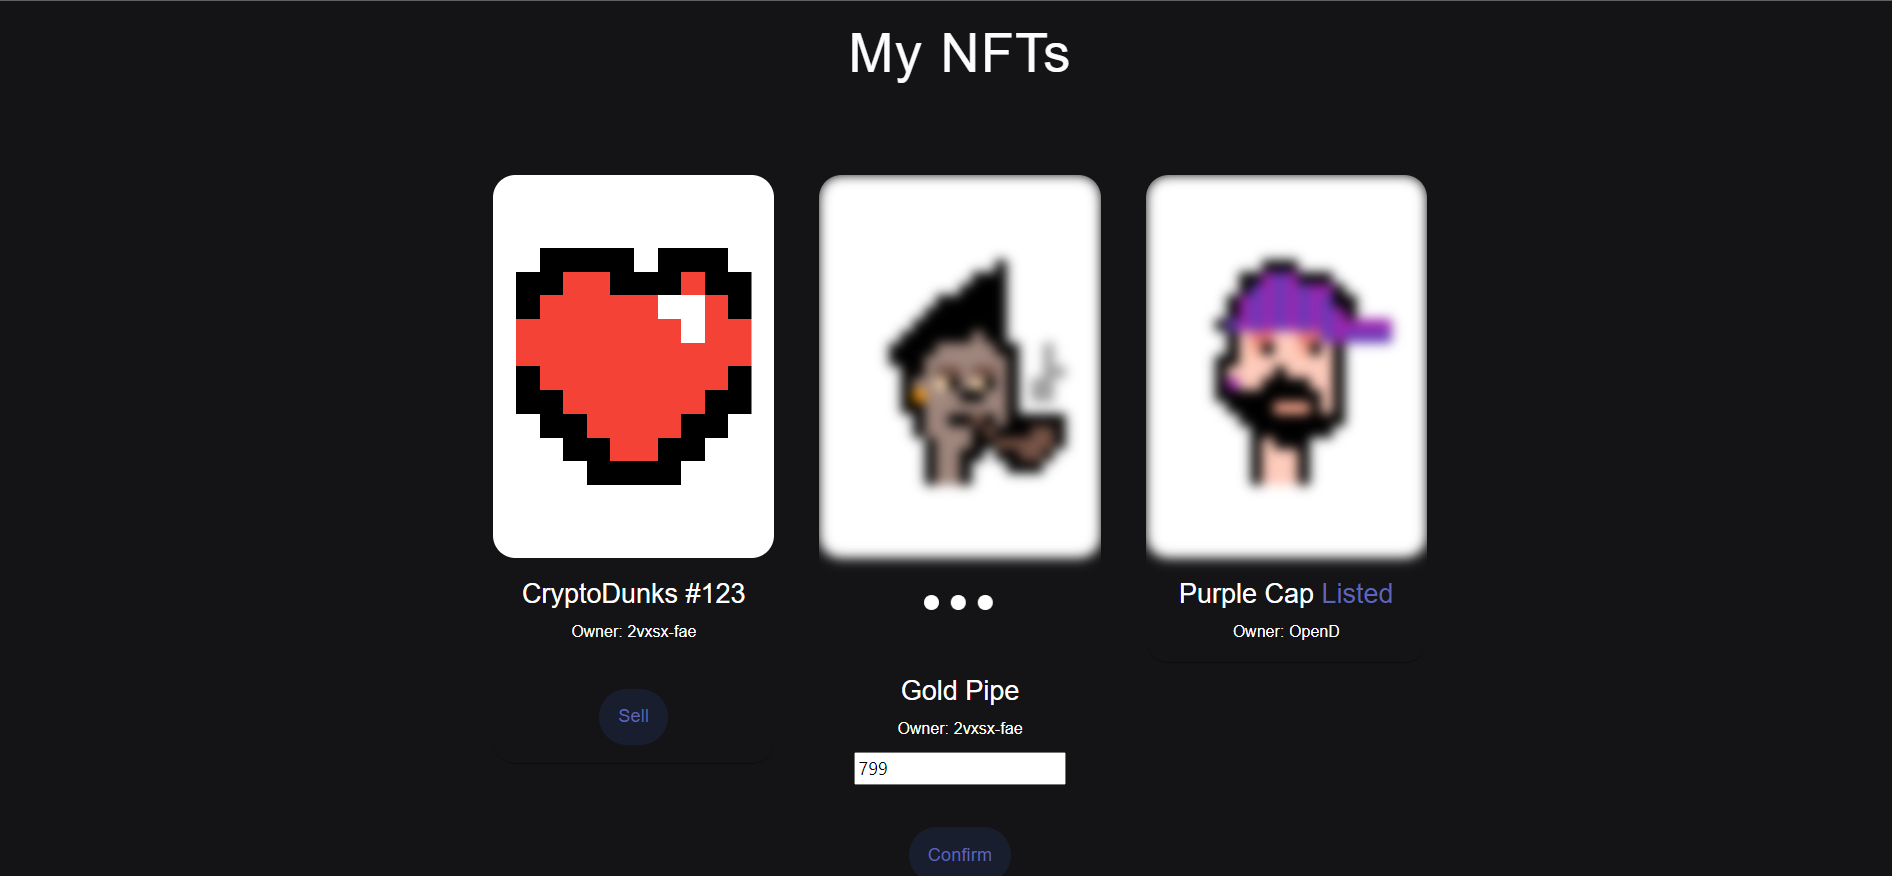 My NFTs
CryptoDunks #123
Owner: 2vxsx-fae
Sell
Gold Pipe
Owner: 2vxsx-fae
799
Confirm
Purple Cap Listed
Owner: OpenD